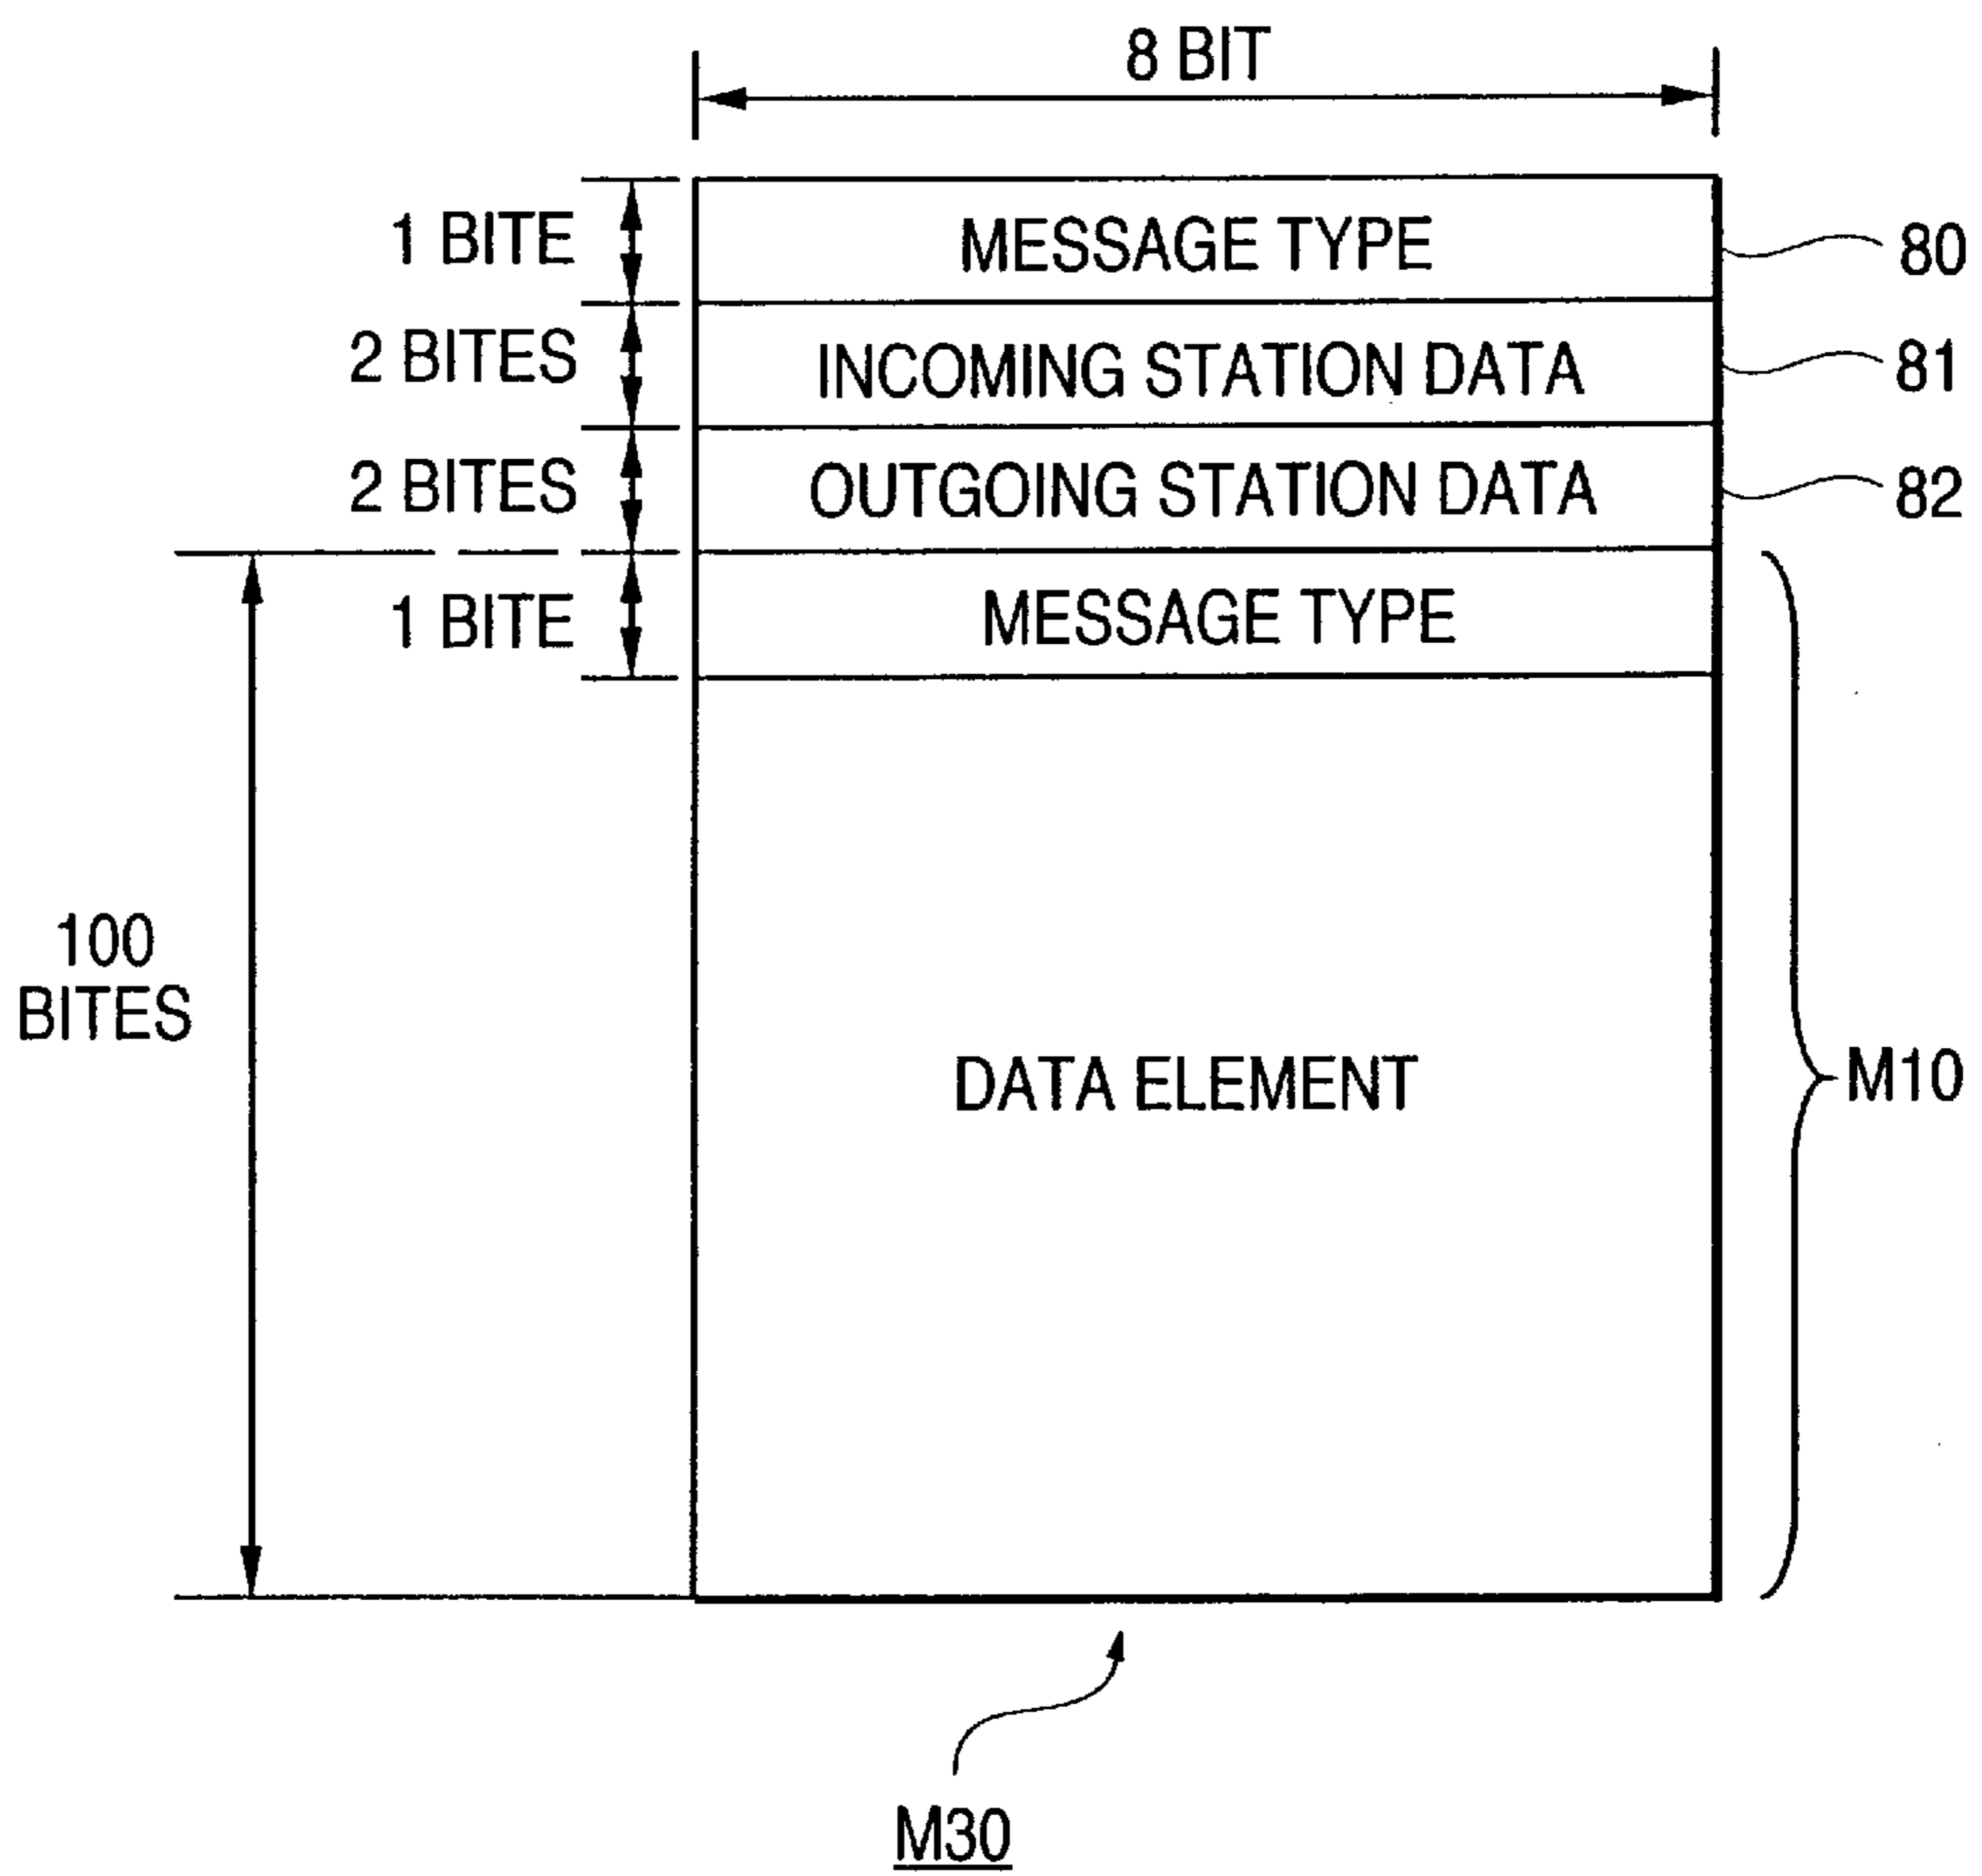 8 BIT
1 BITE
MESSAGE TYPE
80
2 BITES
INCOMING STATION DATA
81
2 BITES
OUTGOING STATION DATA
82
1 BITE
MESSAGE TYPE
100
BITES
DATA ELEMENT
M10
M30